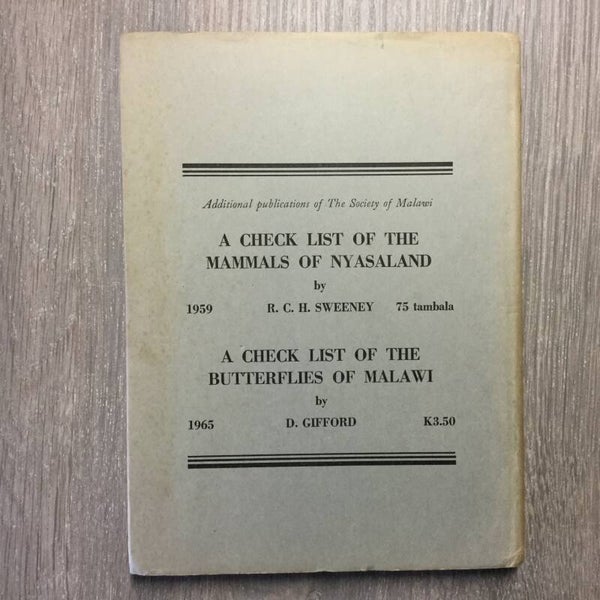 Additional publications of The Society of Malawi
A CHECK LIST OF THE
MAMMALS OF NYASALAND
by
1959 R. C. H. SWEENEY 75 tambala
A CHECK LIST OF THE
BUTTERFLIES OF MALAWI
by
1965 D. GIFFORD K3.50